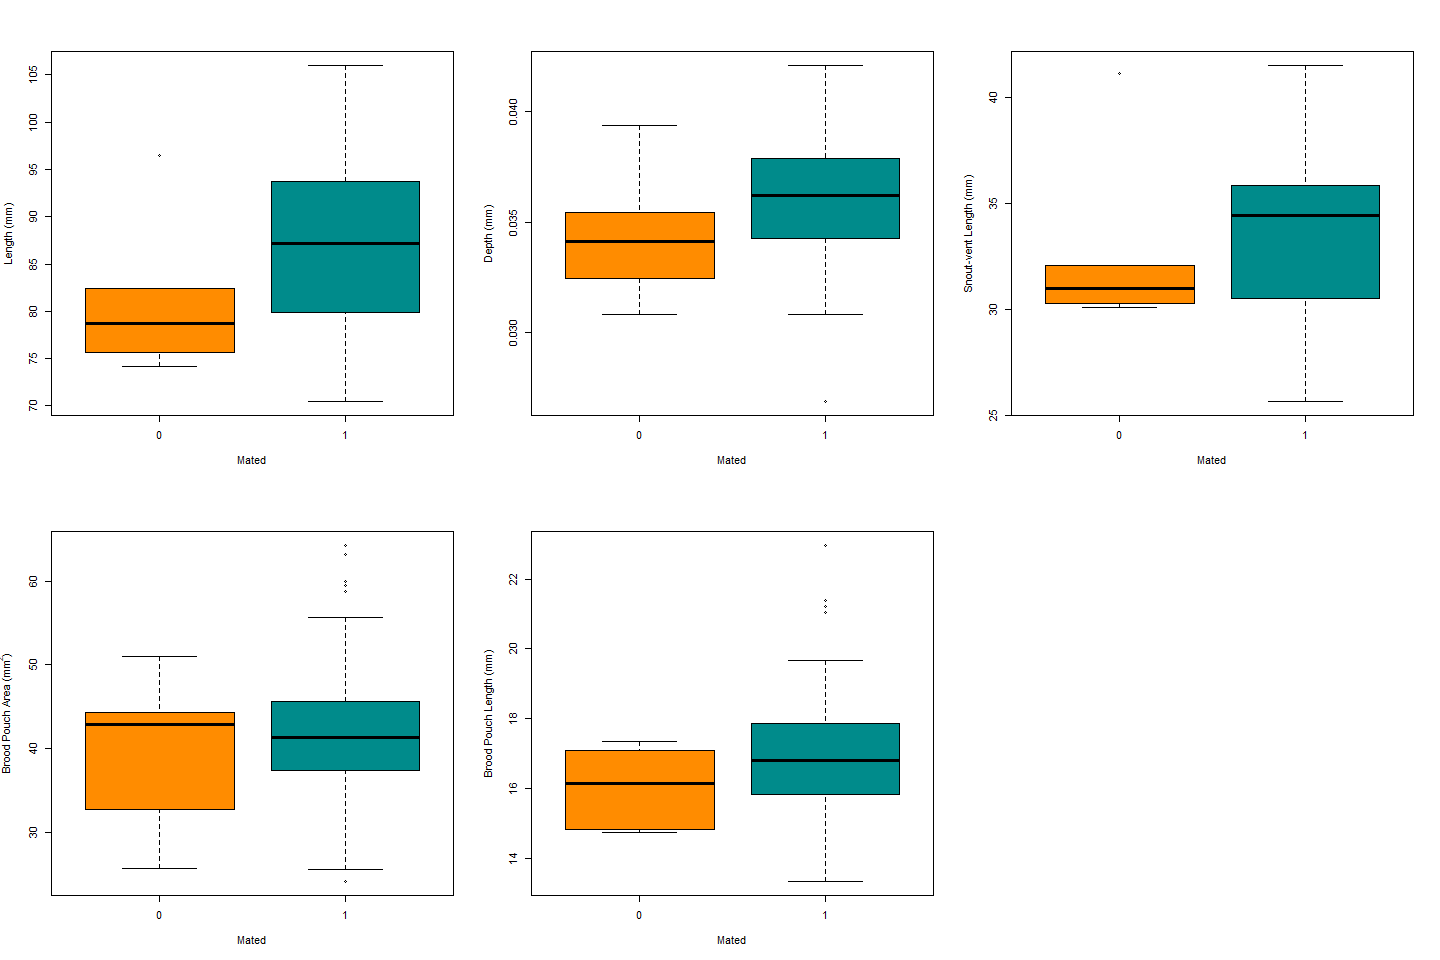 Length (mm)
105
100
95
90
85
80
75
70
0 1
Mated
Depth (mm)
0.040
0.035
0.030
0 1
Mated
Snout-vent Length (mm)
40
35
30
25
0 1
Mated
Brood Pouch Area (mm²)
60
50
40
30
0 1
Mated
Brood Pouch Length (mm)
22
20
18
16
14
0 1
Mated